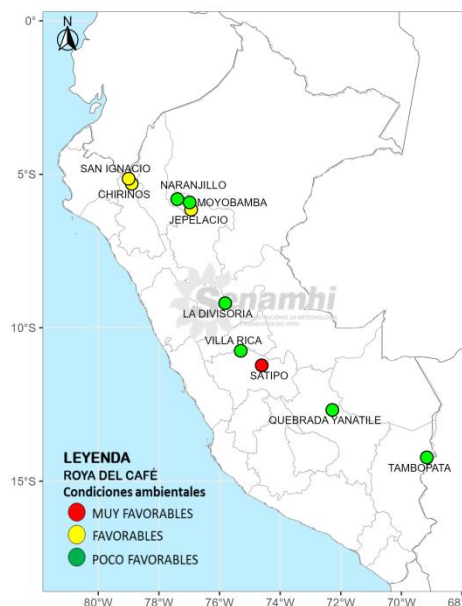 N
0°
5°S
10°S
15°S
SAN IGNACIO
CHIRINOS
NARANJILLO
MOYOBAMBA
JEPELACIO
Senamhi
LA DIVISORIA
VILLA RICA
SATIPO
QUEBRADA YANATILE
TAMBOPATA
LEYENDA
ROYA DEL CAFÉ
Condiciones ambientales
MUY FAVORABLES
FAVORABLES
POCO FAVORABLES
80°W
78°W
76°W
74°W
72°W
70°W
68°